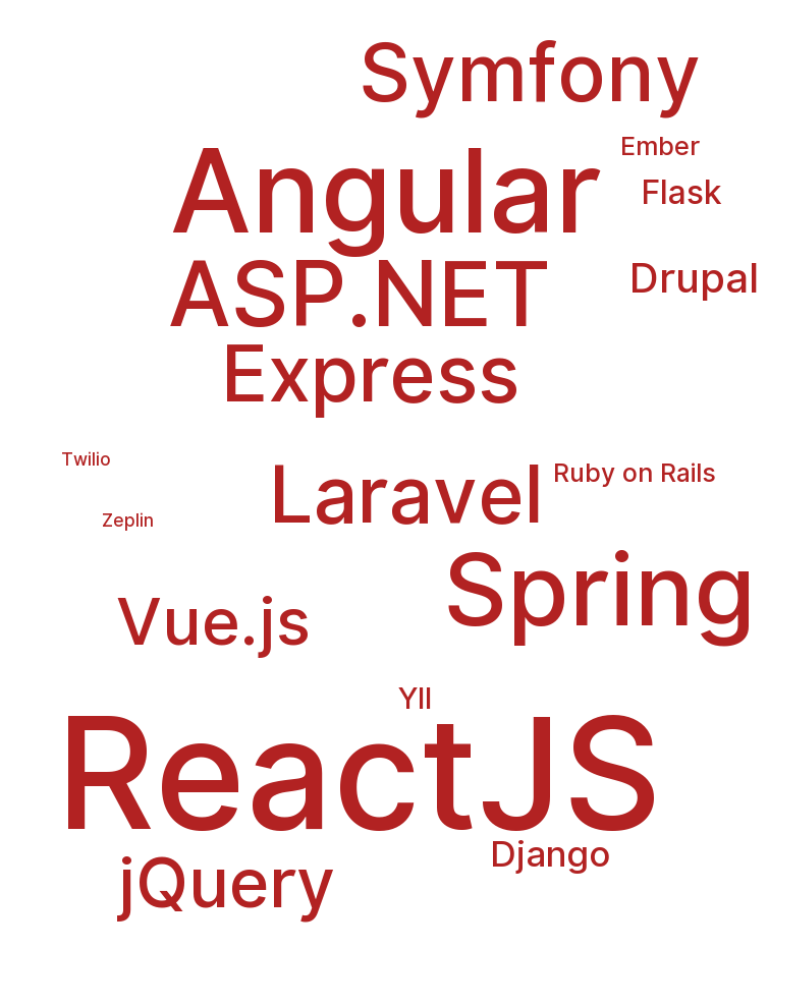 Symfony
Ember
Angular
Flask
ASP.NET
Drupal
Express
Twilio
Laravel
Ruby on Rails
Zeplin
Spring
Vue.js
YII
ReactJS
Django
jQuery